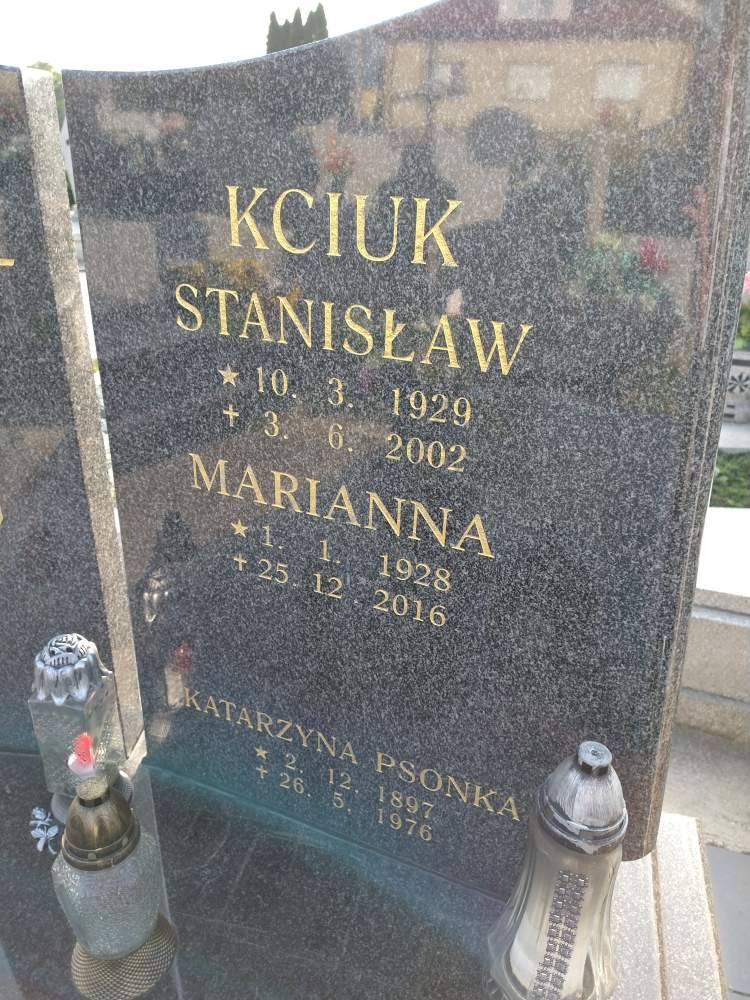 KCIUK
STANISŁAW
★ 10. 3. 1929
✝ 3. 6. 2002
MARIANNA
★ 1. 1. 1928
✝ 25. 12. 2016
KATARZYNA PSONKA
★ 2. 12. 1897
✝ 26. 5. 1976